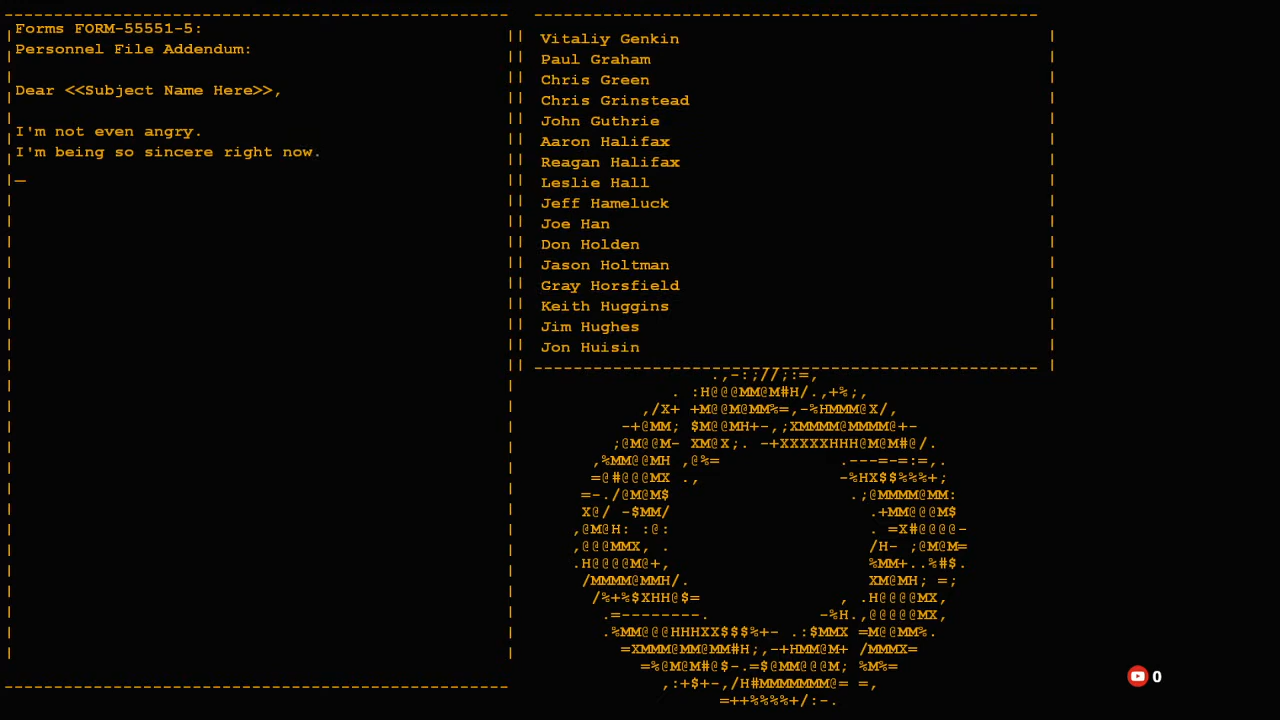 Forms FORM-55551-5:
Personnel File Addendum:
Dear <<Subject Name Here>>,
I'm not even angry.
I'm being so sincere right now.
Vitaliy Genkin
Paul Graham
Chris Green
Chris Grinstead
John Guthrie
Aaron Halifax
Reagan Halifax
Leslie Hall
Jeff Hameluck
Joe Han
Don Holden
Jason Holtman
Gray Horsfield
Keith Huggins
Jim Hughes
Jon Huisin
0